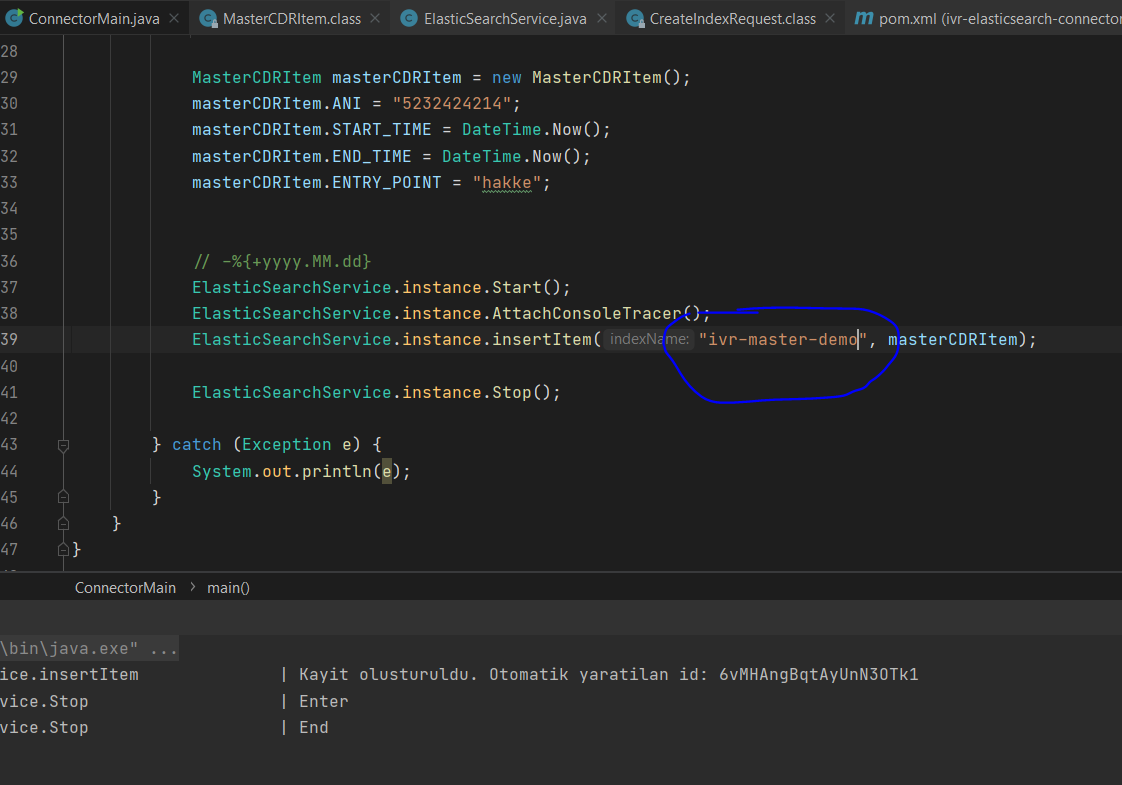 ConnectorMain.java MasterCDRItem.class ElasticSearchService.java CreateIndexRequest.class pom.xml (ivr-elasticsearch-connector
28
29 MasterCDRItem masterCDRItem = new MasterCDRItem();
30 masterCDRItem.ANI = "5232424214";
31 masterCDRItem.START_TIME = DateTime.Now();
32 masterCDRItem.END_TIME = DateTime.Now();
33 masterCDRItem.ENTRY_POINT = "hakke";
34
35
36 // -%{+yyyy.MM.dd}
37 ElasticSearchService.instance.Start();
38 ElasticSearchService.instance.AttachConsoleTracer();
39 ElasticSearchService.instance.insertItem( indexName: "ivr-master-demo", masterCDRItem);
40
41 ElasticSearchService.instance.Stop();
42
43 } catch (Exception e) {
44 System.out.println(e);
45 }
46 }
47 }
ConnectorMain > main()
\bin\java.exe" ...
ice.insertItem | Kayit olusturuldu. Otomatik yaratilan id: 6vMHAngBqtAyUnN3OTk1
vice.Stop | Enter
vice.Stop | End